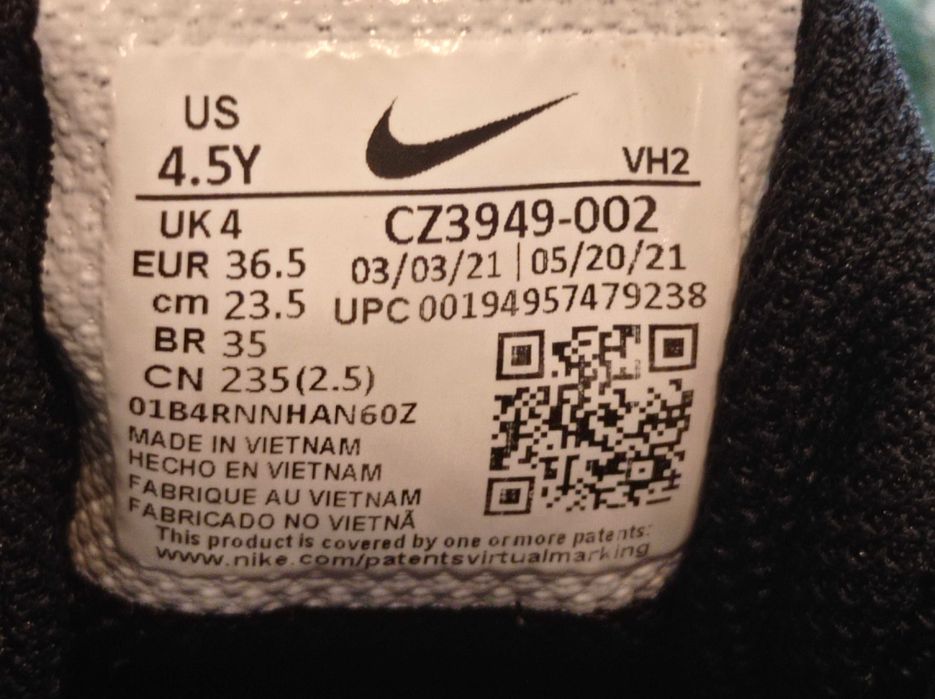 US
4.5Y
VH2
UK 4
CZ3949-002
EUR 36.5
03/03/21 | 05/20/21
cm 23.5
UPC 00194957479238
BR 35
CN 235(2.5)
01B4RNNHAN60Z
MADE IN VIETNAM
HECHO EN VIETNAM
FABRIQUE AU VIETNAM
FABRICADO NO VIETNÃ
This product is covered by one or more patents:
www.nike.com/patentsvirtualmarking